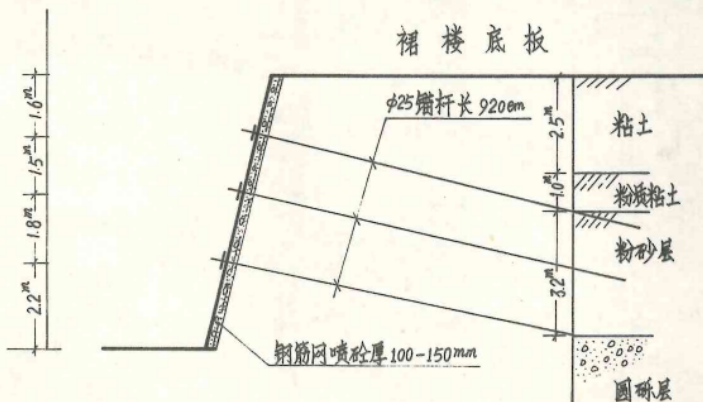 裙楼底板
φ25锚杆长920cm
1.6m
1.5m
1.8m
2.2m
2.5m
1.0m
3.2m
粘土
粉质粘土
粉砂层
圆砾层
钢筋网喷砼厚100-150mm